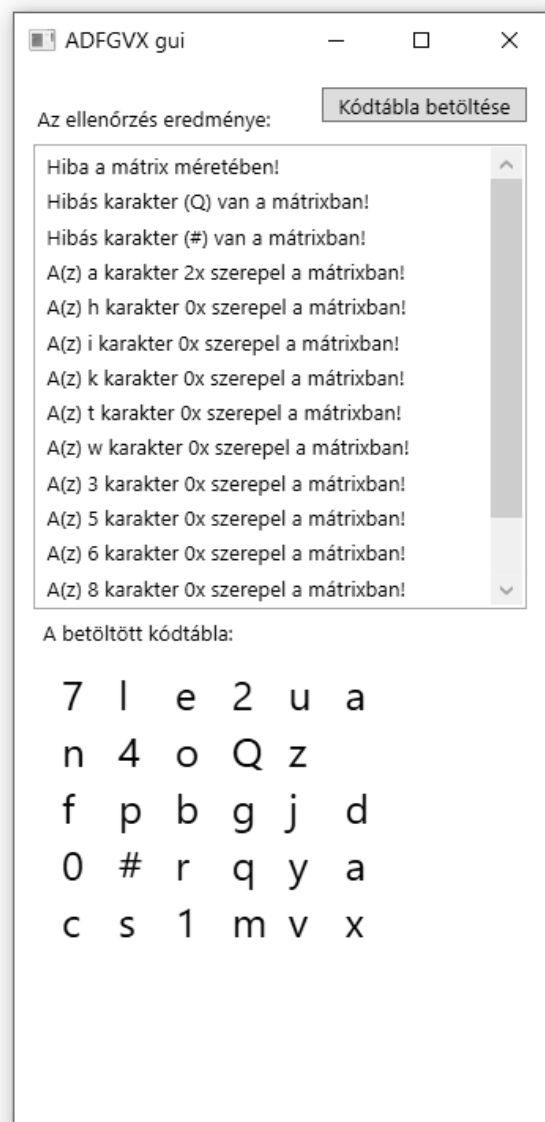 ADFGVX gui
Kódtábla betöltése
Az ellenőrzés eredménye:
Hiba a mátrix méretében!
Hibás karakter (Q) van a mátrixban!
Hibás karakter (#) van a mátrixban!
A(z) a karakter 2x szerepel a mátrixban!
A(z) h karakter 0x szerepel a mátrixban!
A(z) i karakter 0x szerepel a mátrixban!
A(z) k karakter 0x szerepel a mátrixban!
A(z) t karakter 0x szerepel a mátrixban!
A(z) w karakter 0x szerepel a mátrixban!
A(z) 3 karakter 0x szerepel a mátrixban!
A(z) 5 karakter 0x szerepel a mátrixban!
A(z) 6 karakter 0x szerepel a mátrixban!
A(z) 8 karakter 0x szerepel a mátrixban!
A betöltött kódtábla:
7 l e 2 u a
n 4 o Q z
f p b g j d
0 # r q y a
c s 1 m v x